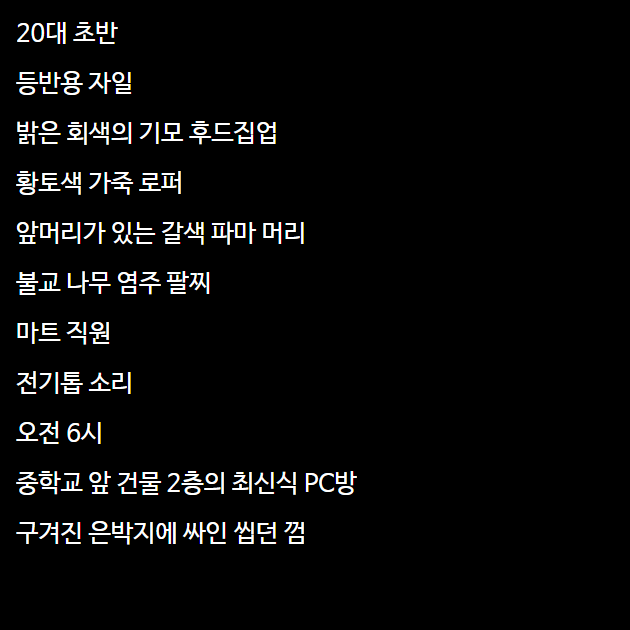 20대 초반
등반용 자일
밝은 회색의 기모 후드집업
황토색 가죽 로퍼
앞머리가 있는 갈색 파마 머리
불교 나무 염주 팔찌
마트 직원
전기톱 소리
오전 6시
중학교 앞 건물 2층의 최신식 PC방
구겨진 은박지에 싸인 씹던 껌